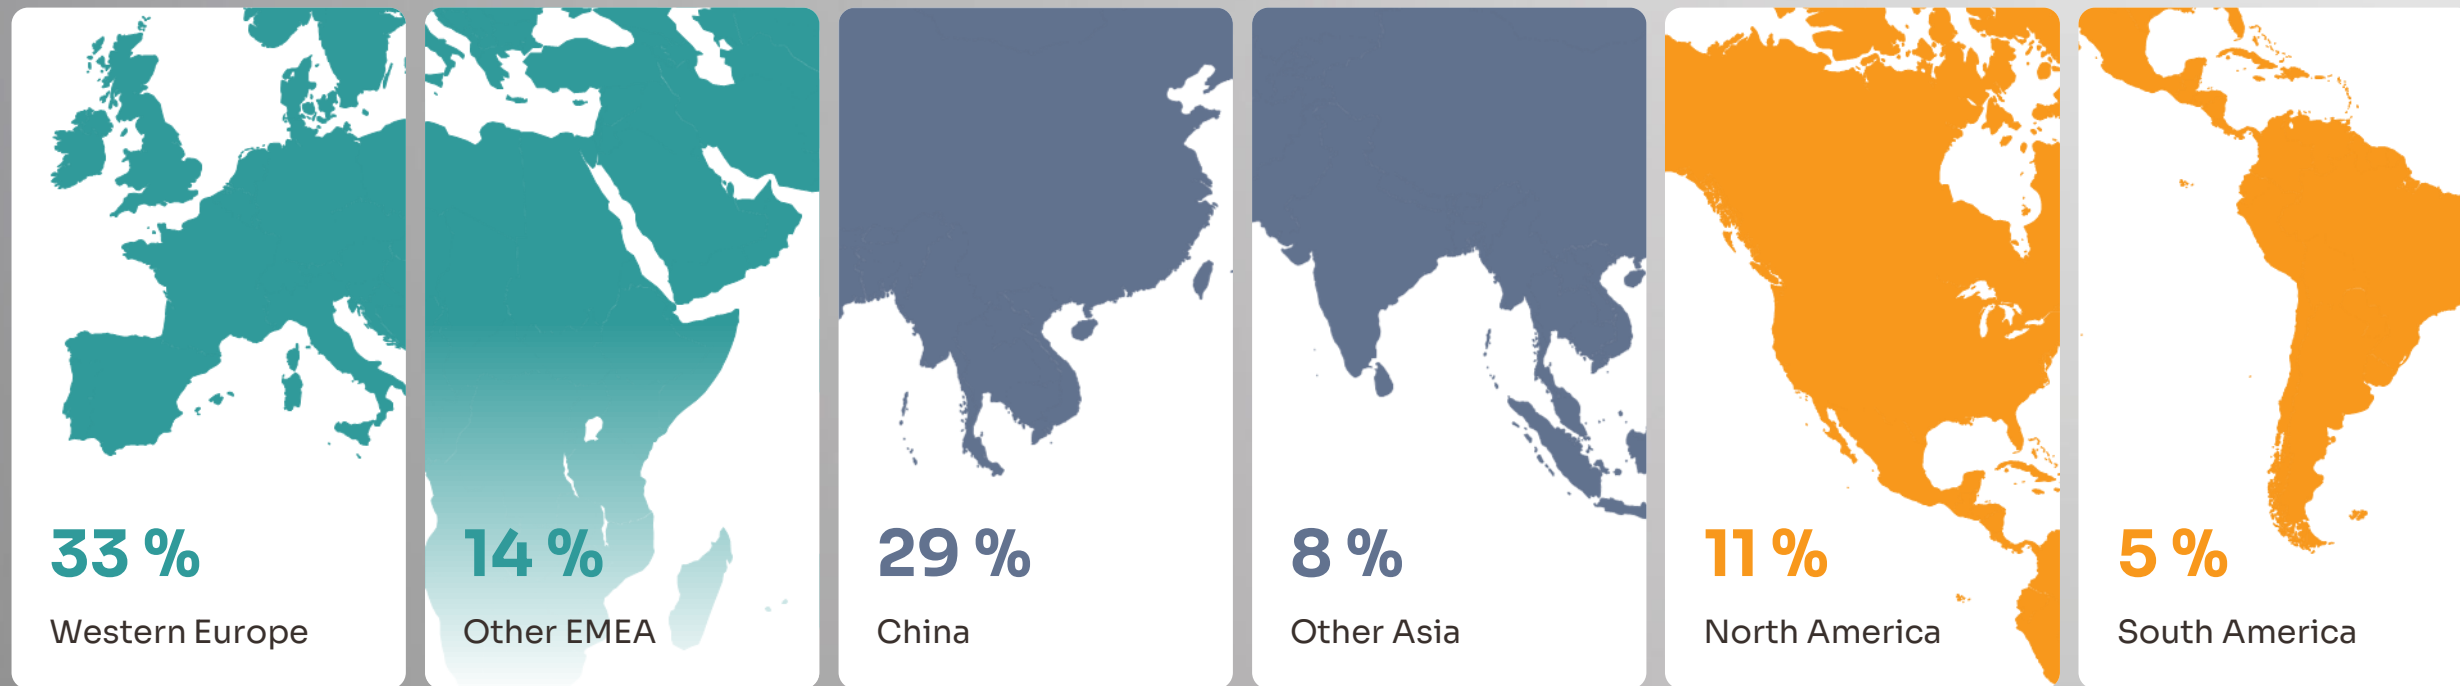 33 %
Western Europe
14 %
Other EMEA
29 %
China
8 %
Other Asia
11 %
North America
5 %
South America